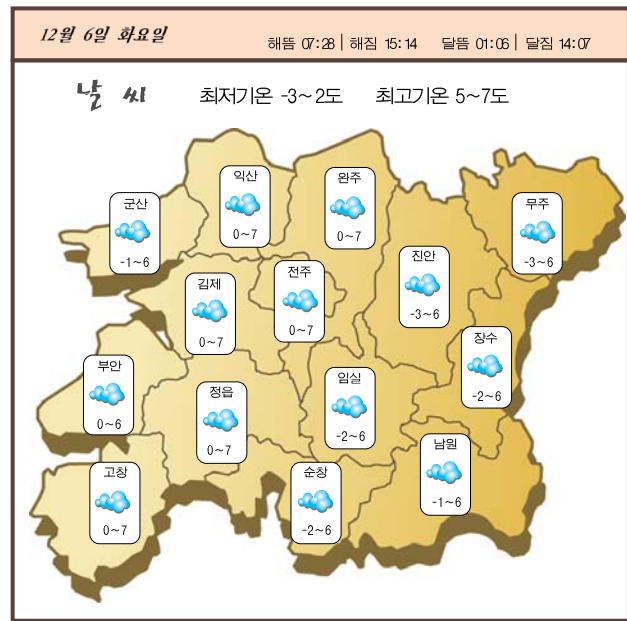 12월 6일 화요일
해뜸 07:28 | 해짐 15:14 달뜸 01:06 | 달짐 14:07
날 씨 최저기온 -3~2도 최고기온 5~7도
군산
-1~6
익산
0~7
완주
0~7
무주
-3~6
김제
0~7
전주
0~7
진안
-3~6
장수
-2~6
부안
0~6
정읍
0~7
임실
-2~6
남원
-1~6
고창
0~7
순창
-2~6